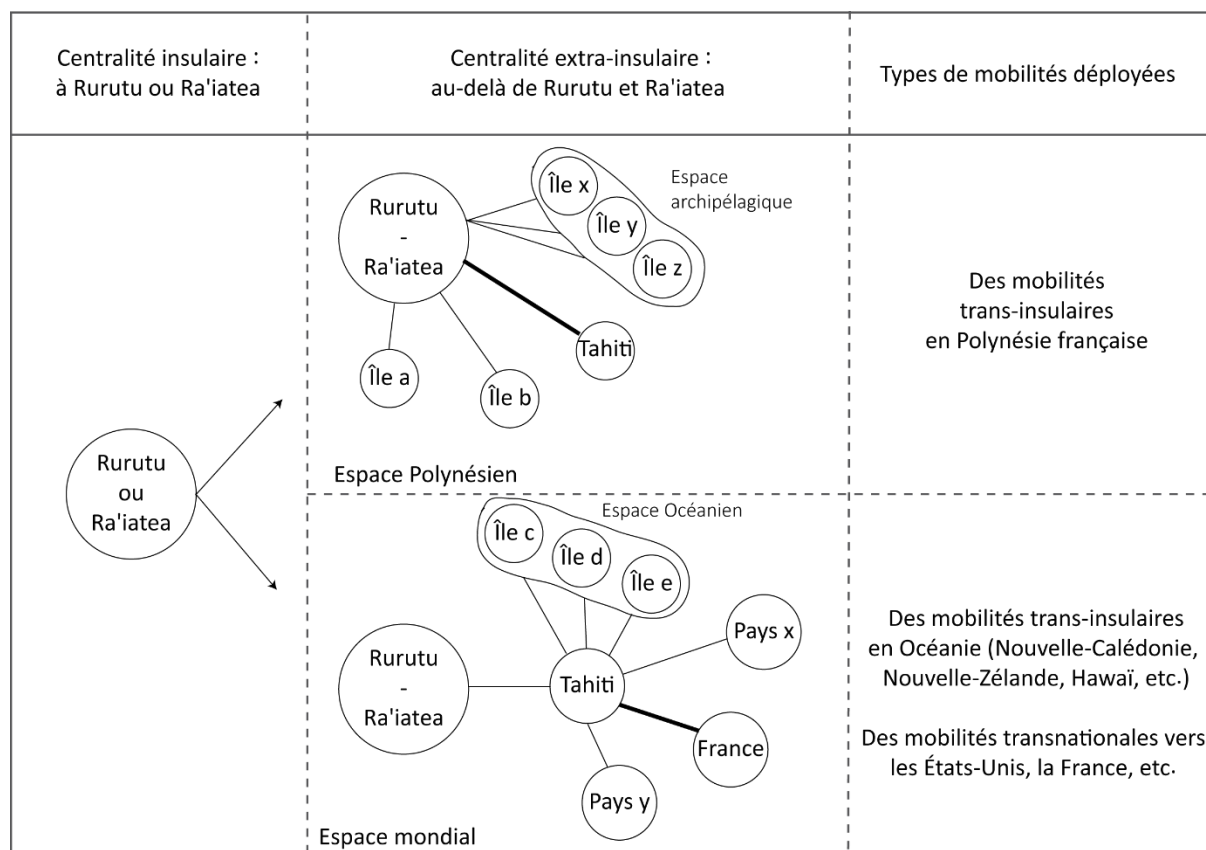 Centralité insulaire :
à Rurutu ou Ra'iatea
Centralité extra-insulaire :
au-delà de Rurutu et Ra'iatea
Types de mobilités déployées
Rurutu
ou
Ra'iatea
Rurutu
-
Ra'iatea
Île x
Île y
Île z
Espace
archipélagique
Tahiti
Île a
Île b
Espace Polynésien
Des mobilités
trans-insulaires
en Polynésie française
Espace Océanien
Île c
Île d
Île e
Rurutu
-
Ra'iatea
Tahiti
Pays x
France
Pays y
Espace mondial
Des mobilités trans-insulaires
en Océanie (Nouvelle-Calédonie,
Nouvelle-Zélande, Hawaï, etc.)
Des mobilités transnationales vers
les États-Unis, la France, etc.